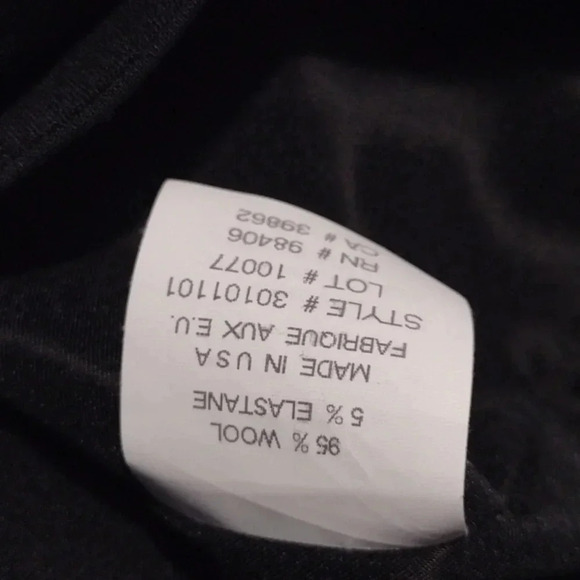 95 % WOOL
5 % ELASTANE
MADE IN U S A
FABRIQUE AUX E.U.
STYLE # 30101101
LOT # 10077
RN # 98406
CA # 39862